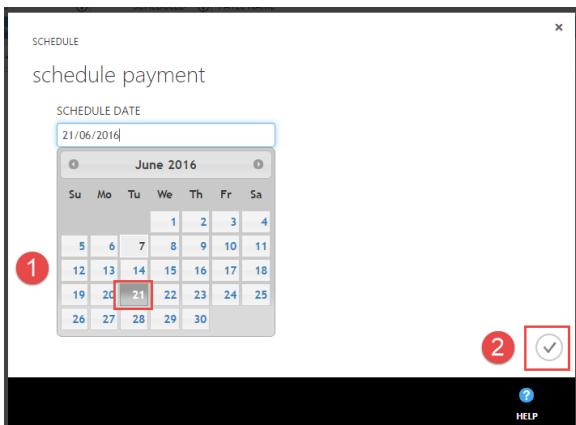 ×
SCHEDULE
schedule payment
SCHEDULE DATE
21/06/2016
June 2016
Su Mo Tu We Th Fr Sa
1 2 3 4
5 6 7 8 9 10 11
1
12 13 14 15 16 17 18
19 20 21 22 23 24 25
26 27 28 29 30
2
?
HELP